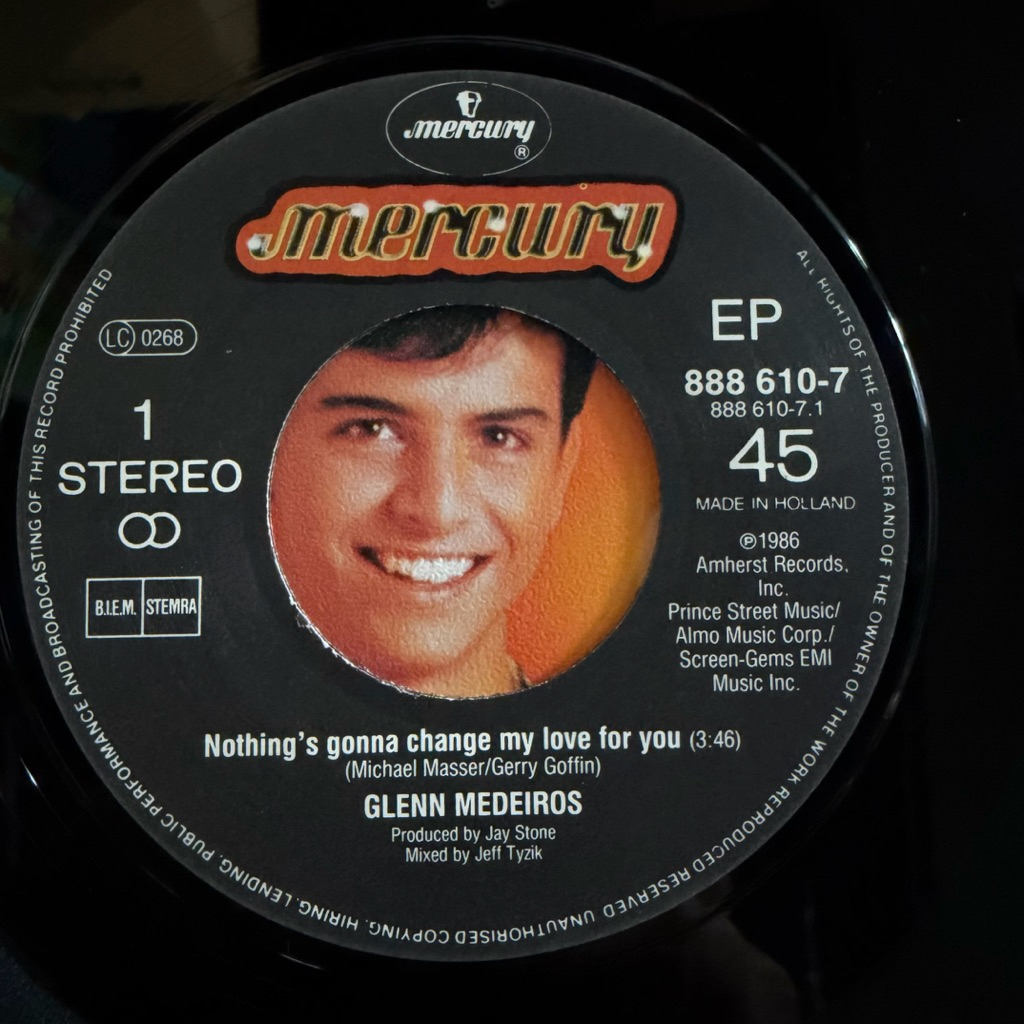 mercury
®
mercury
LC 0268
1
STEREO
B.I.E.M. STEMRA
EP
888 610-7
888 610-7.1
45
MADE IN HOLLAND
℗1986
Amherst Records,
Inc.
Prince Street Music/
Almo Music Corp./
Screen-Gems EMI
Music Inc.
Nothing's gonna change my love for you (3:46)
(Michael Masser/Gerry Goffin)
GLENN MEDEIROS
Produced by Jay Stone
Mixed by Jeff Tyzik
ALL RIGHTS OF THE PRODUCER AND OF THE OWNER OF THE WORK REPRODUCED RESERVED UNAUTHORISED COPYING, HIRING, LENDING, PUBLIC PERFORMANCE AND BROADCASTING OF THIS RECORD PROHIBITED